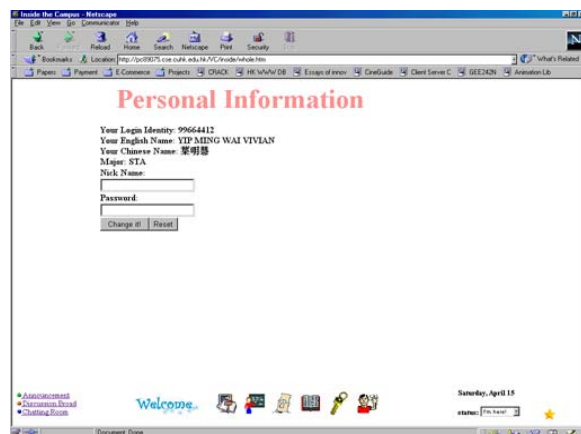 Inside the Campus - Netscape
File Edit View Go Communicator Help
Back Forward Reload Home Search Netscape Print Security
Bookmarks Location: http://pc89075.cse.cuhk.edu.hk/VC/inside/whole.htm What's Related
Papers Payment E.Commerce Projects CRACK HK WWW DB Essays of innov CineGuide Client Server C GEE242N Animation Lib
Personal Information
Your Login Identity: 99664412
Your English Name: YIP MING WAI VIVIAN
Your Chinese Name: 葉明慧
Major: STA
Nick Name:
Password:
Change it! Reset
Announcement
Discussion Broad
Chatting Room
Welcome..
Saturday, April 15
status: I'm here!
Document: Done